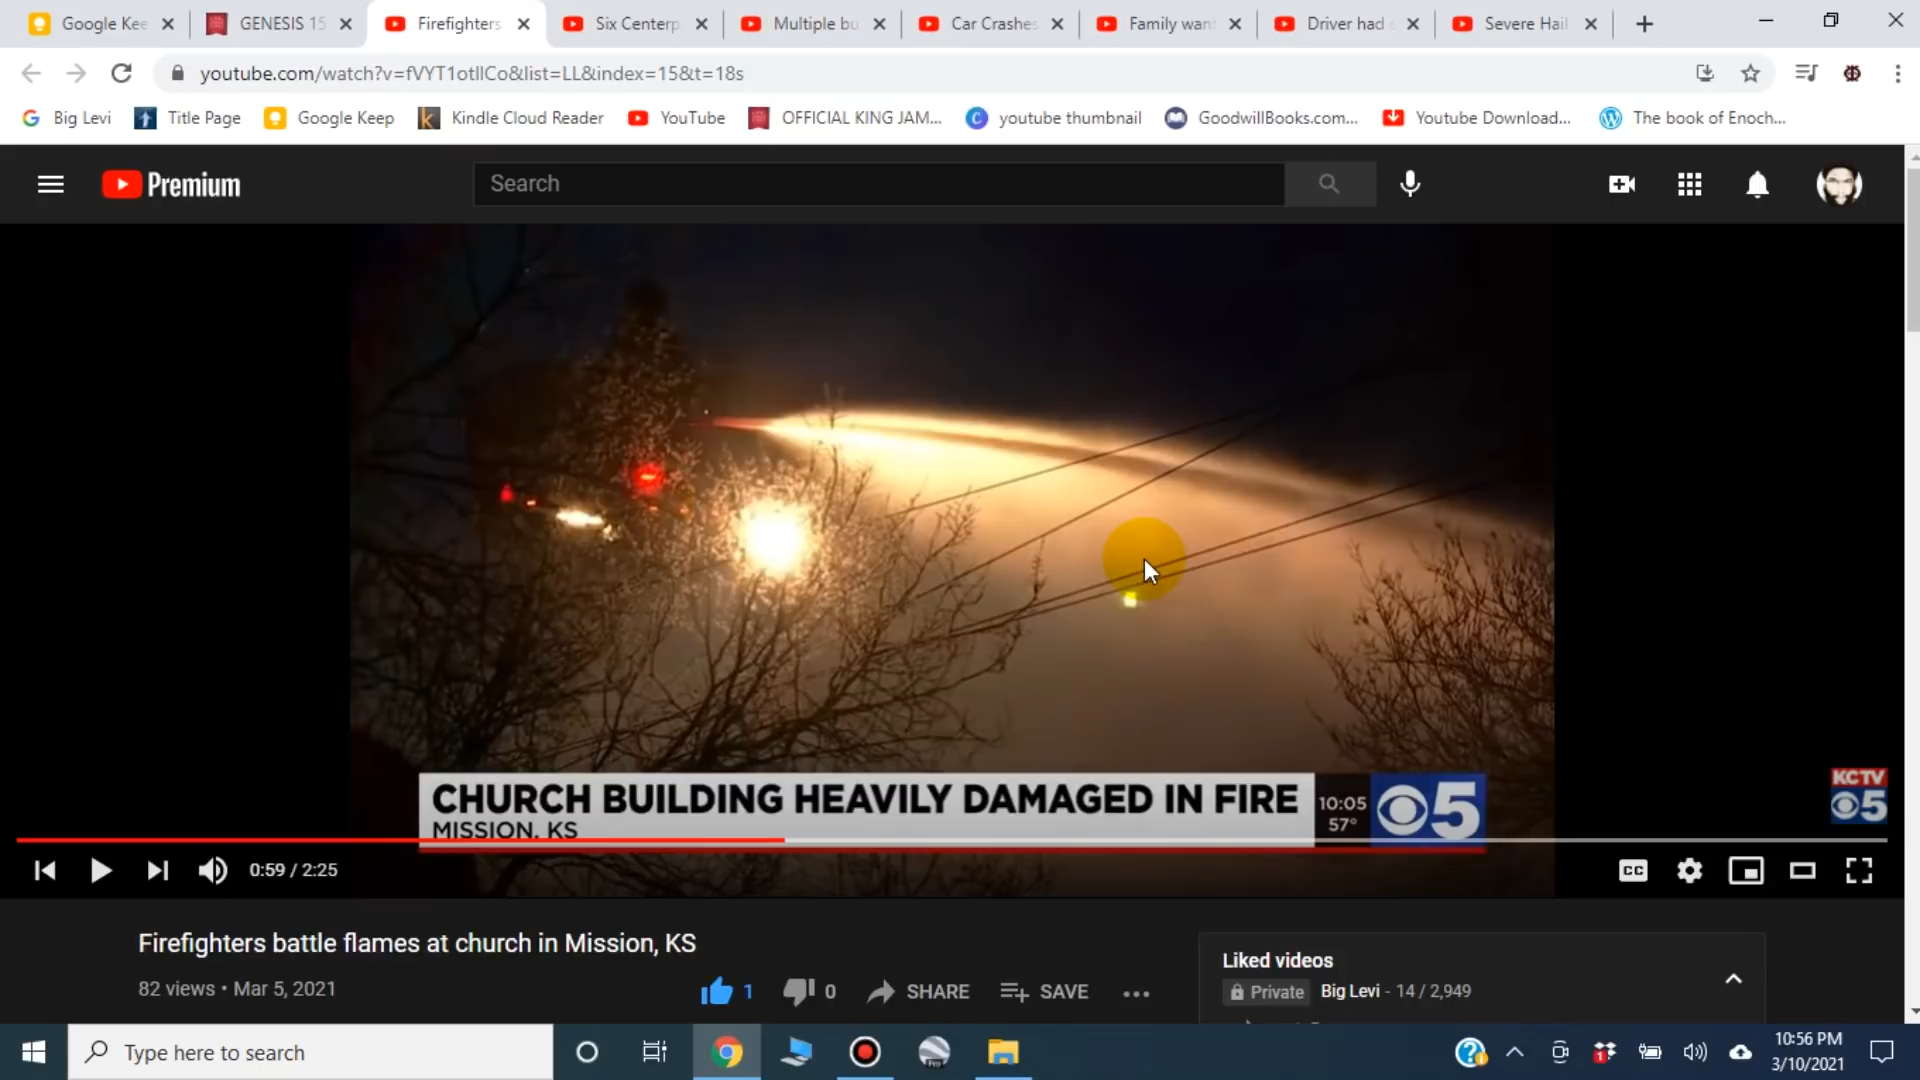 Google Kee
GENESIS 15
Firefighters
Six Centerp
Multiple bu
Car Crashes
Family want
Driver had s
Severe Hail
youtube.com/watch?v=fVYT1otllCo&list=LL&index=15&t=18s
Big Levi
Title Page
Google Keep
Kindle Cloud Reader
YouTube
OFFICIAL KING JAM...
youtube thumbnail
GoodwillBooks.com...
Youtube Download...
The book of Enoch...
Premium
Search
CHURCH BUILDING HEAVILY DAMAGED IN FIRE
MISSION, KS
10:05
57°
5
KCTV
5
0:59 / 2:25
CC
Firefighters battle flames at church in Mission, KS
82 views • Mar 5, 2021
1
0
SHARE
SAVE
Liked videos
Private
Big Levi - 14 / 2,949
Type here to search
10:56 PM
3/10/2021